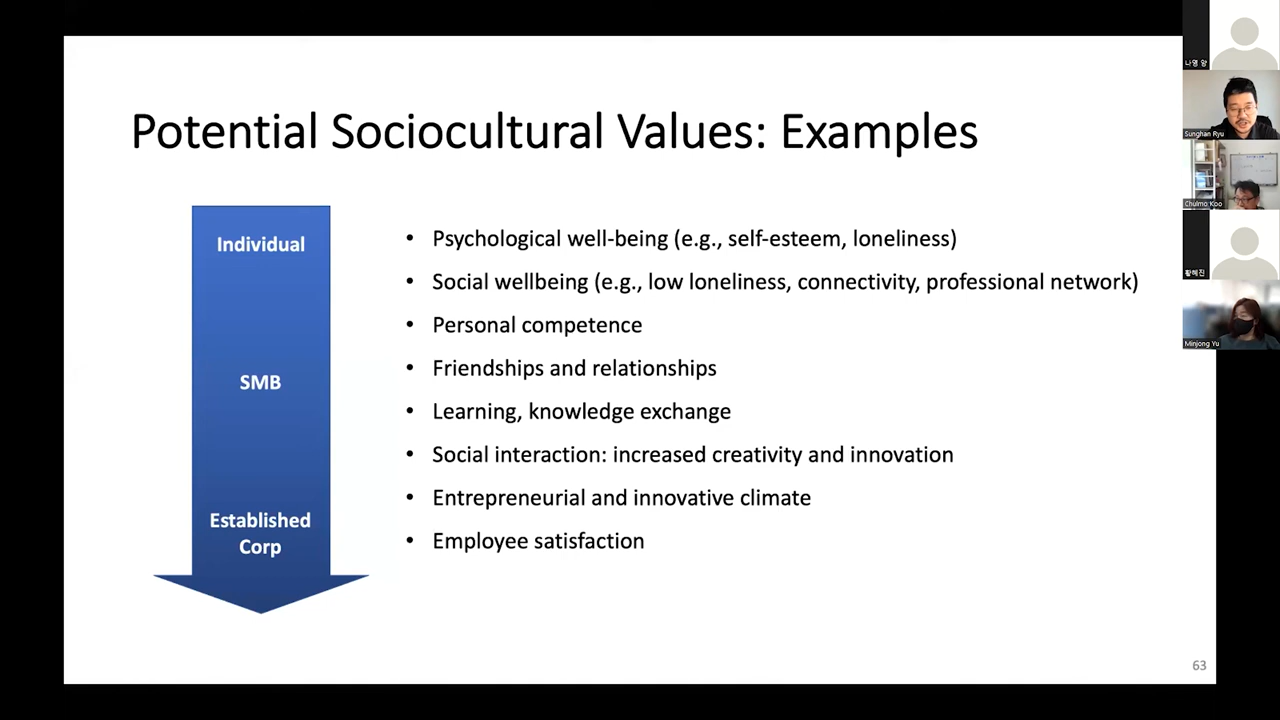 Potential Sociocultural Values: Examples
Individual
SMB
Established
Corp
• Psychological well-being (e.g., self-esteem, loneliness)
• Social wellbeing (e.g., low loneliness, connectivity, professional network)
• Personal competence
• Friendships and relationships
• Learning, knowledge exchange
• Social interaction: increased creativity and innovation
• Entrepreneurial and innovative climate
• Employee satisfaction
63
나영 양
Sunghan Ryu
Chulmo Koo
황혜진
Minjong Yu